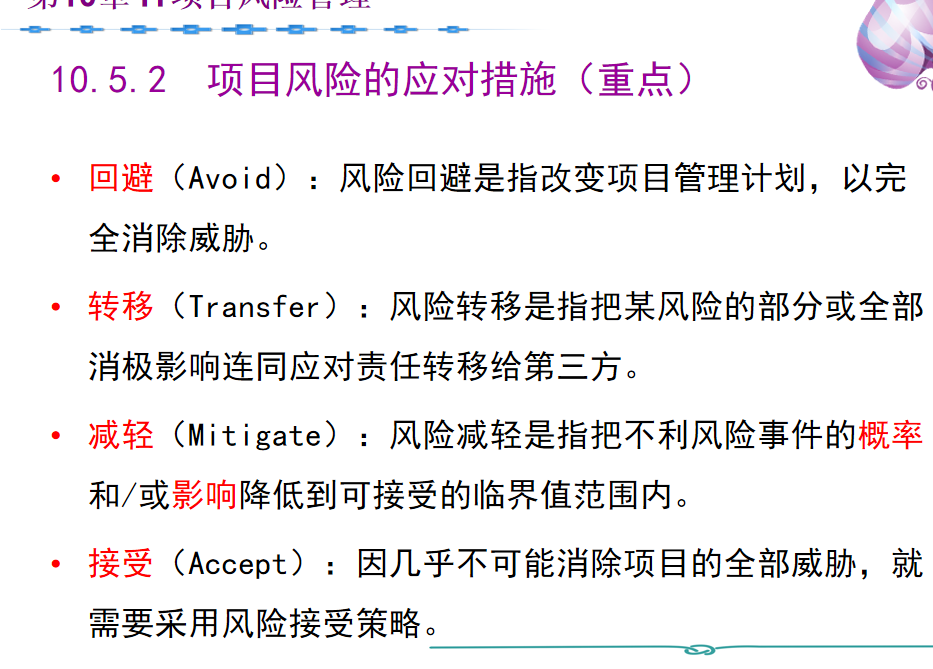 第10章 IT项目风险管理
10.5.2 项目风险的应对措施（重点）
• 回避（Avoid）：风险回避是指改变项目管理计划，以完
全消除威胁。
• 转移（Transfer）：风险转移是指把某风险的部分或全部
消极影响连同应对责任转移给第三方。
• 减轻（Mitigate）：风险减轻是指把不利风险事件的概率
和/或影响降低到可接受的临界值范围内。
• 接受（Accept）：因几乎不可能消除项目的全部威胁，就
需要采用风险接受策略。